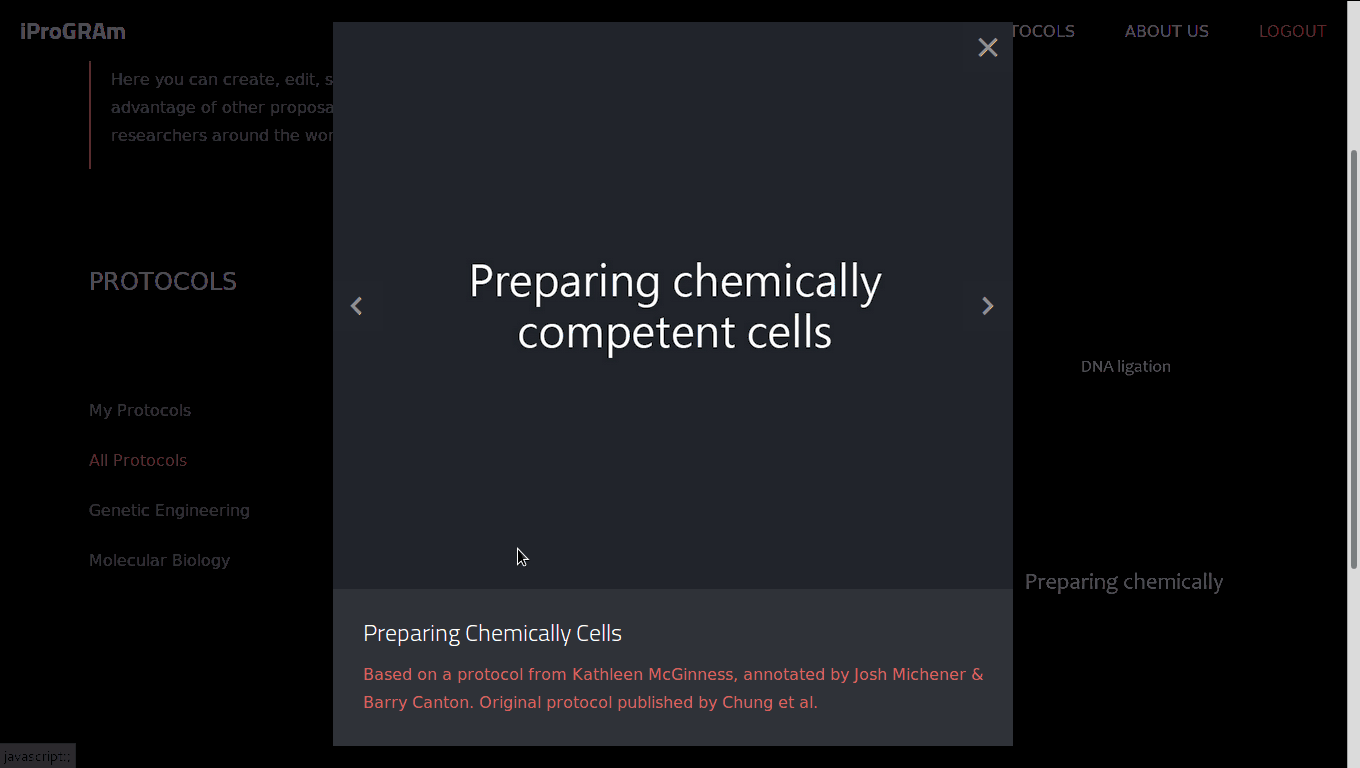 iProGRAm
TOCOLS
ABOUT US
LOGOUT
Here you can create, edit, s
advantage of other proposa
researchers around the wor
PROTOCOLS
My Protocols
All Protocols
Genetic Engineering
Molecular Biology
Preparing chemically
competent cells
DNA ligation
Preparing chemically
Preparing Chemically Cells
Based on a protocol from Kathleen McGinness, annotated by Josh Michener &
Barry Canton. Original protocol published by Chung et al.
javascript:;